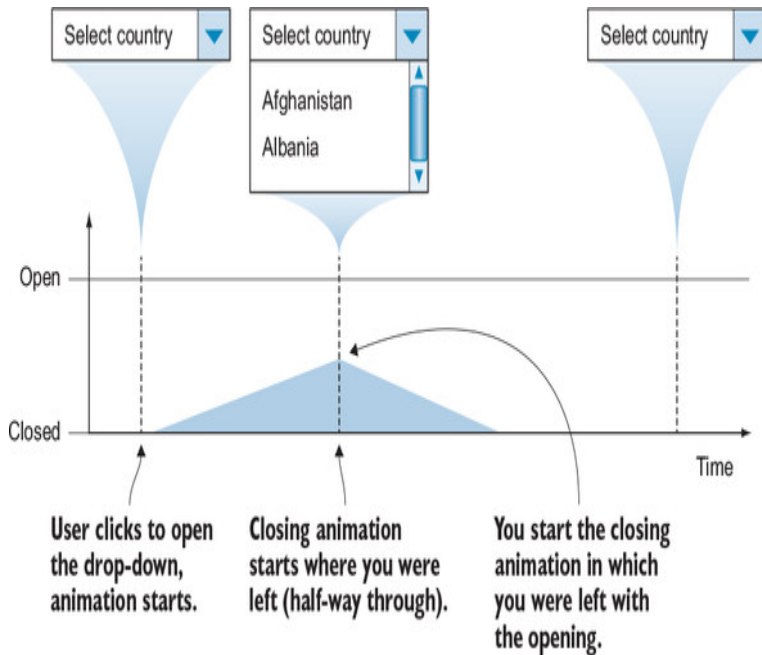 Select country
Select country
Select country
Afghanistan
Albania
Open
Closed
Time
User clicks to open
the drop-down,
animation starts.
Closing animation
starts where you were
left (half-way through).
You start the closing
animation in which
you were left with
the opening.